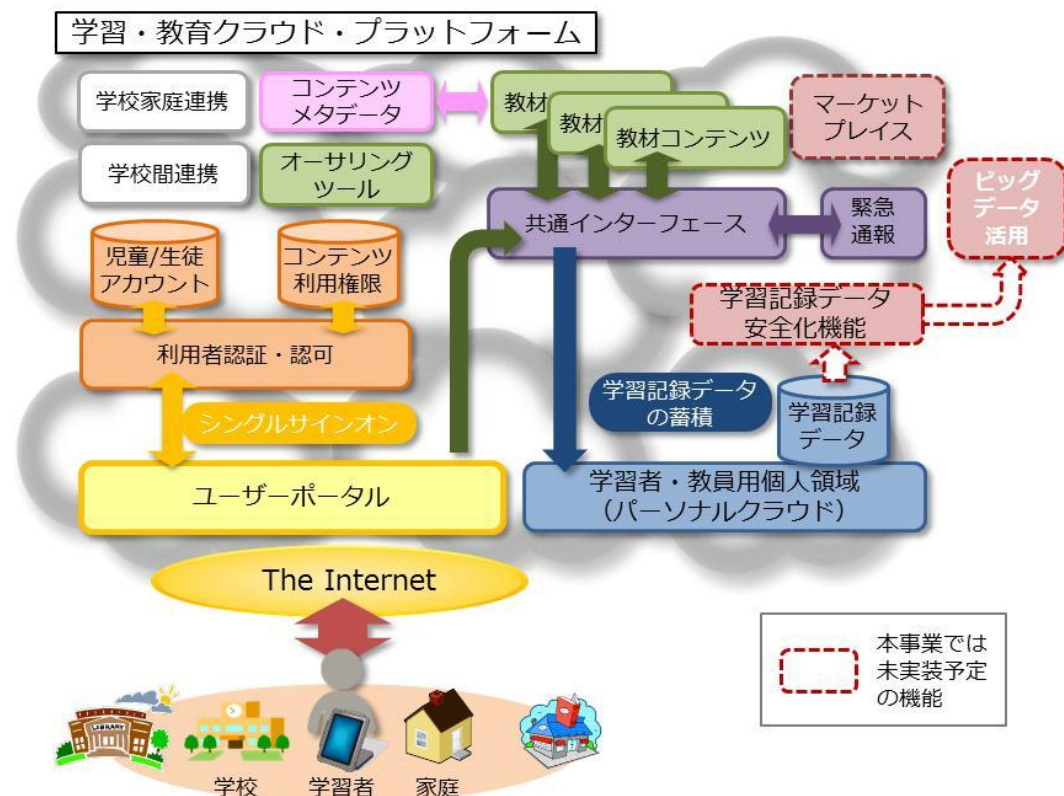 学習・教育クラウド・プラットフォーム
学校家庭連携
コンテンツ
メタデータ
教材
教材
教材コンテンツ
マーケット
プレイス
学校間連携
オーサリング
ツール
共通インターフェース
緊急
通報
ビッグ
データ
活用
児童/生徒
アカウント
コンテンツ
利用権限
学習記録データ
安全化機能
利用者認証・認可
シングルサインオン
学習記録データ
の蓄積
学習記録
データ
ユーザーポータル
学習者・教員用個人領域
（パーソナルクラウド）
The Internet
本事業では
未実装予定
の機能
LIBRARY
学校
学習者
家庭